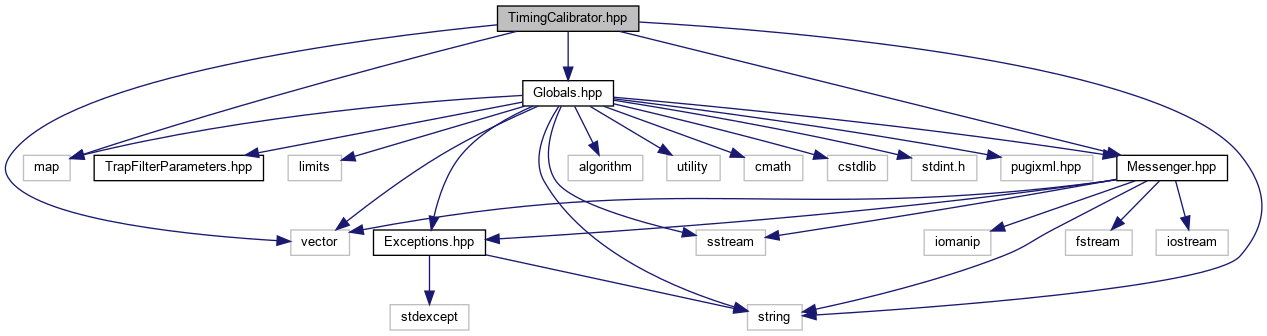 TimingCalibrator.hpp
Globals.hpp
map
TrapFilterParameters.hpp
limits
algorithm
utility
cmath
cstdlib
stdint.h
pugixml.hpp
Messenger.hpp
vector
Exceptions.hpp
sstream
iomanip
fstream
iostream
stdexcept
string